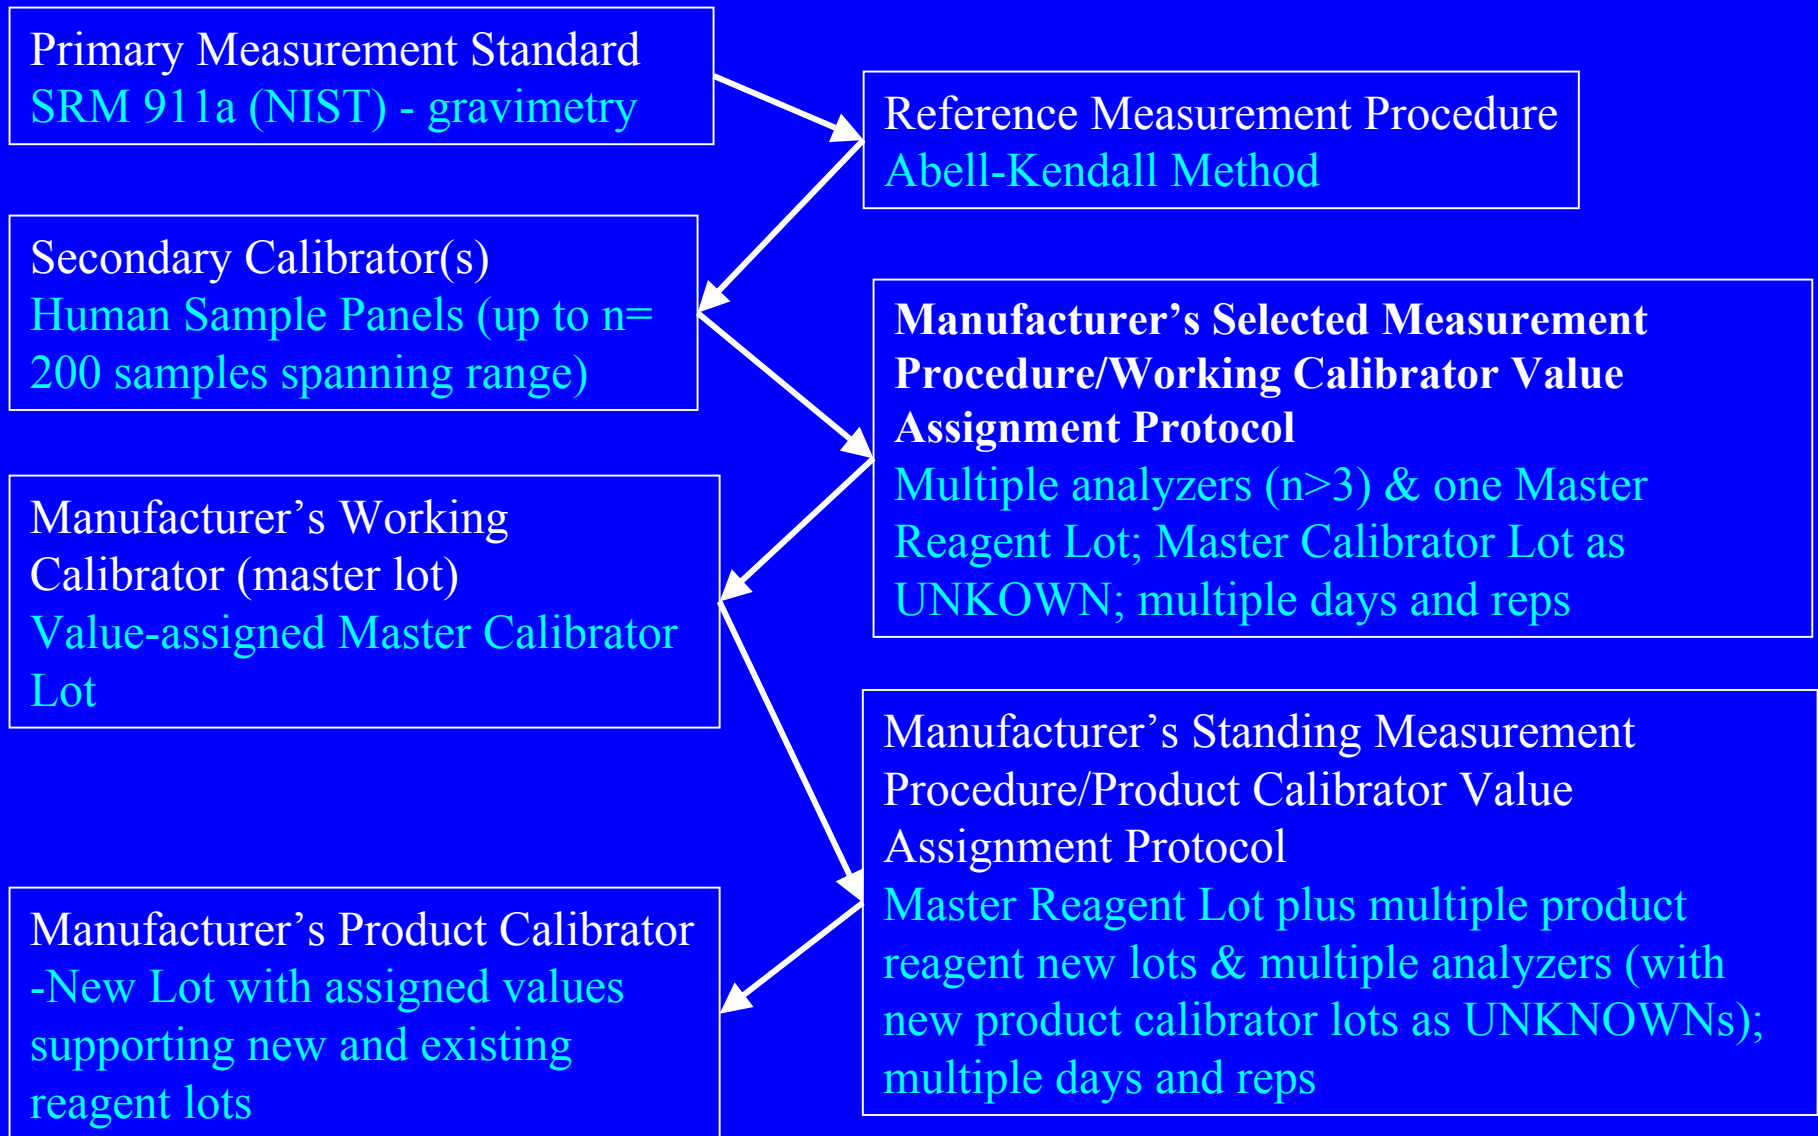 Primary Measurement Standard
SRM 911a (NIST) - gravimetry
Reference Measurement Procedure
Abell-Kendall Method
Secondary Calibrator(s)
Human Sample Panels (up to n=
200 samples spanning range)
Manufacturer’s Selected Measurement
Procedure/Working Calibrator Value
Assignment Protocol
Multiple analyzers (n>3) & one Master
Reagent Lot; Master Calibrator Lot as
UNKOWN; multiple days and reps
Manufacturer’s Working
Calibrator (master lot)
Value-assigned Master Calibrator
Lot
Manufacturer’s Standing Measurement
Procedure/Product Calibrator Value
Assignment Protocol
Master Reagent Lot plus multiple product
reagent new lots & multiple analyzers (with
new product calibrator lots as UNKNOWNs);
multiple days and reps
Manufacturer’s Product Calibrator
-New Lot with assigned values
supporting new and existing
reagent lots